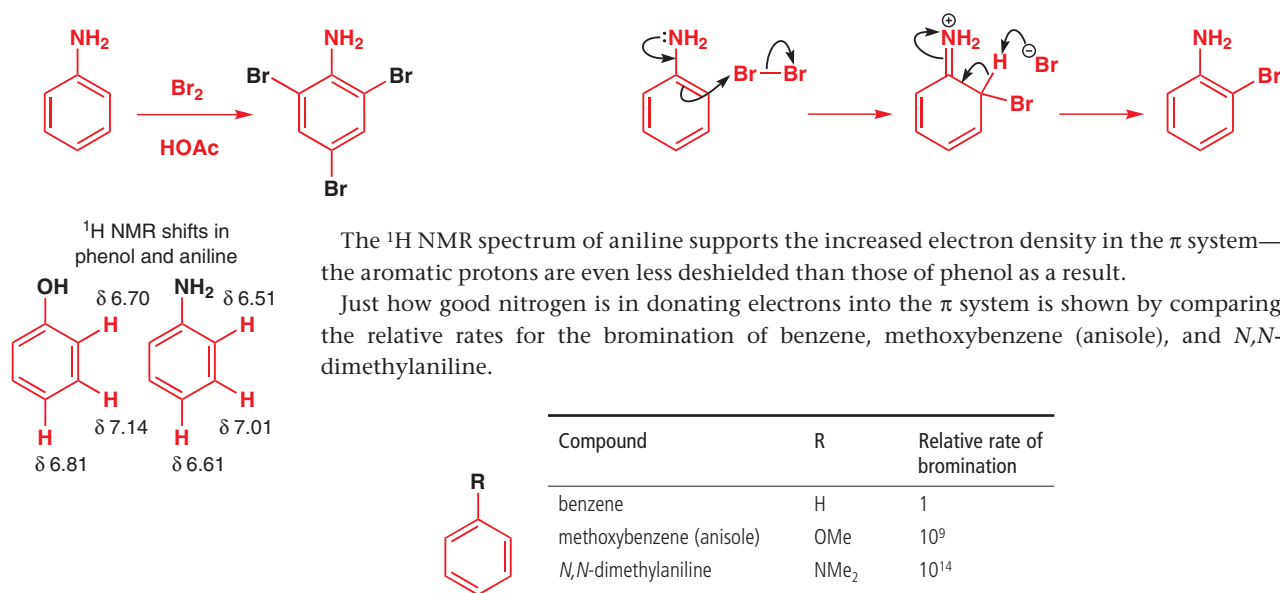 NH₂
Br₂
HOAc
NH₂
Br
Br
Br
:NH₂
Br
Br
⊕
NH₂
H
⊖
Br
Br
NH₂
Br
¹H NMR shifts in
phenol and aniline
OH
δ 6.70
H
H
δ 7.14
H
δ 6.81
NH₂
δ 6.51
H
H
δ 7.01
H
δ 6.61
The ¹H NMR spectrum of aniline supports the increased electron density in the π system—
the aromatic protons are even less deshielded than those of phenol as a result.
Just how good nitrogen is in donating electrons into the π system is shown by comparing
the relative rates for the bromination of benzene, methoxybenzene (anisole), and N,N-
dimethylaniline.
R
Compound R Relative rate of
bromination
benzene H 1
methoxybenzene (anisole) OMe 10⁹
N,N-dimethylaniline NMe₂ 10¹⁴